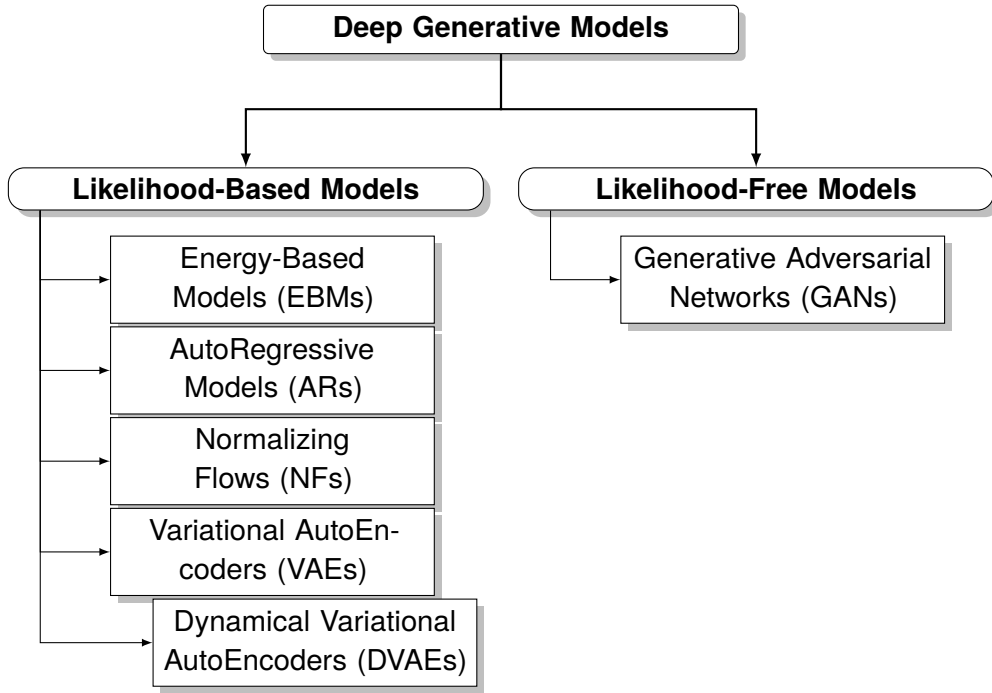 Deep Generative Models
Likelihood-Based Models
Likelihood-Free Models
Energy-Based
Models (EBMs)
Generative Adversarial
Networks (GANs)
AutoRegressive
Models (ARs)
Normalizing
Flows (NFs)
Variational AutoEn-
coders (VAEs)
Dynamical Variational
AutoEncoders (DVAEs)